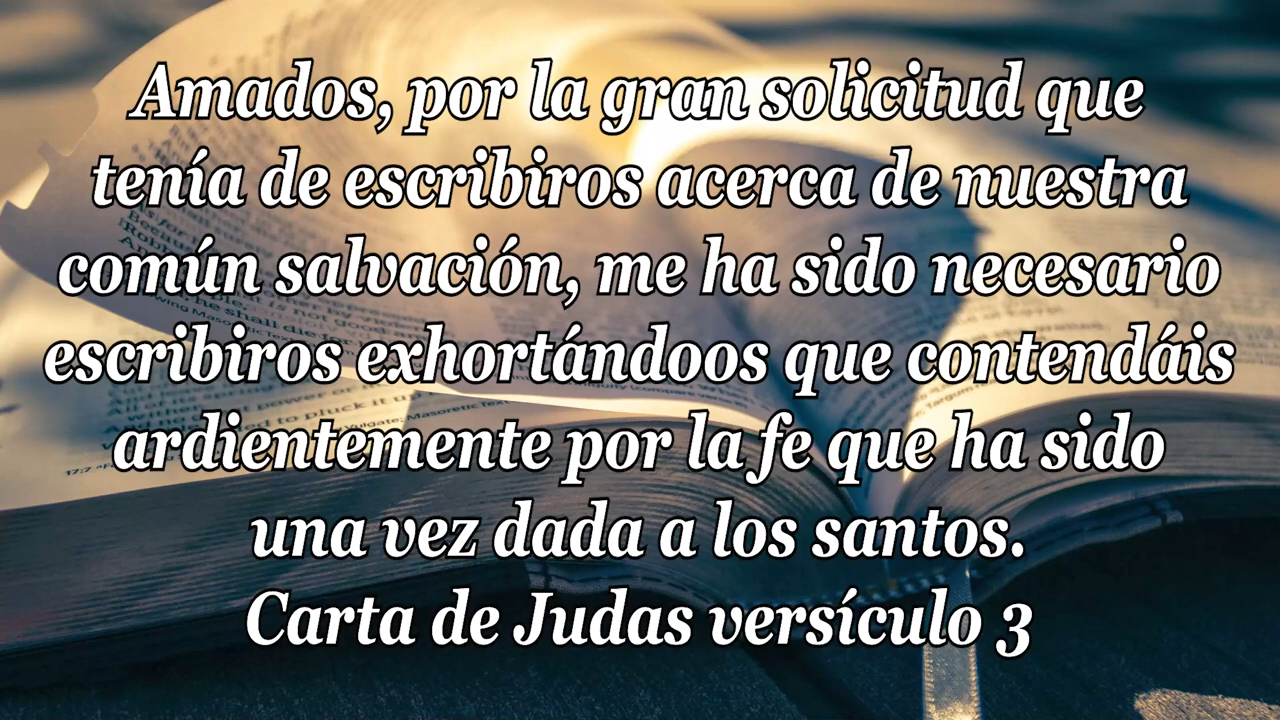 Amados, por la gran solicitud que
tenía de escribiros acerca de nuestra
común salvación, me ha sido necesario
escribiros exhortándoos que contendáis
ardientemente por la fe que ha sido
una vez dada a los santos.
Carta de Judas versículo 3